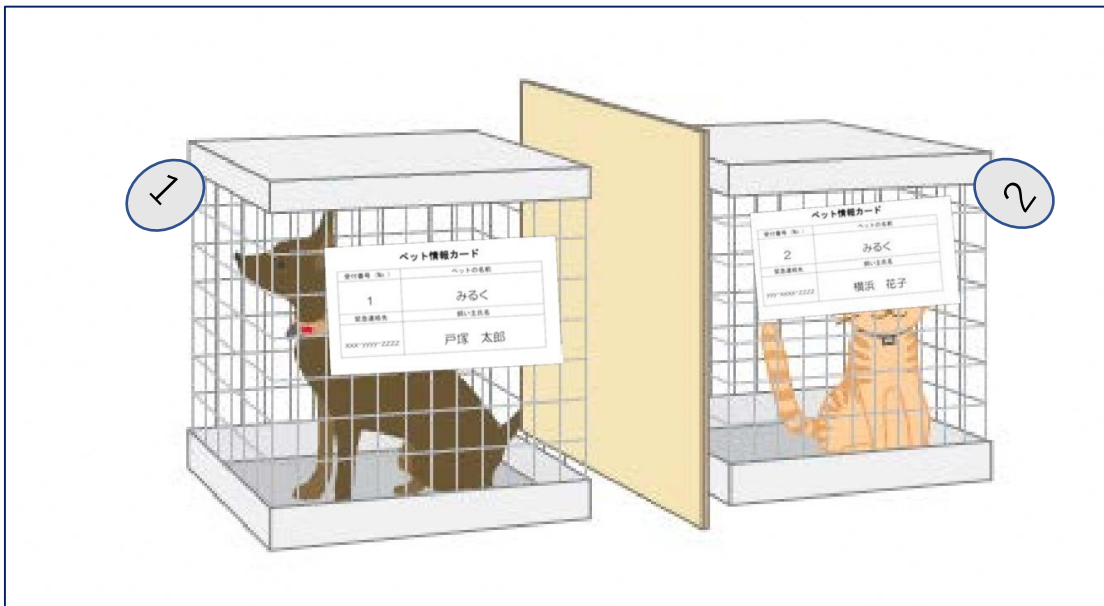 1
ペット情報カード
受付番号（No.） ペットの名前
1 みるく
緊急連絡先 飼い主氏名
xxx-yyyy-zzzz 戸塚 太郎
2
ペット情報カード
受付番号（No.） ペットの名前
2 みるく
緊急連絡先 飼い主氏名
yyy-xxxx-zzzz 横浜 花子